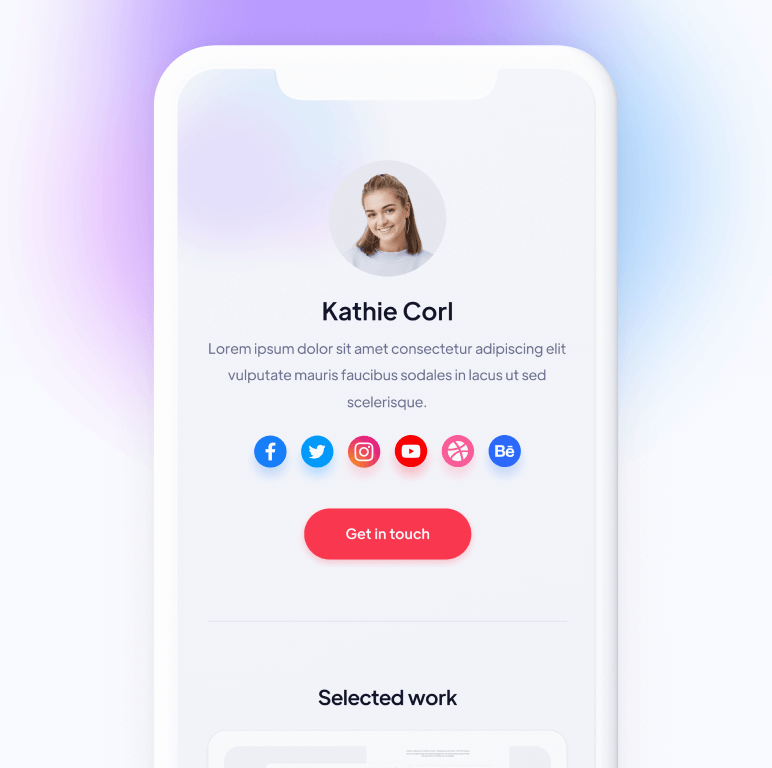 Kathie Corl
Lorem ipsum dolor sit amet consectetur adipiscing elit
vulputate mauris faucibus sodales in lacus ut sed
scelerisque.
Bē
Get in touch
Selected work